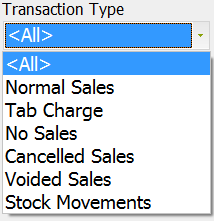 Transaction Type
<All>
<All>
Normal Sales
Tab Charge
No Sales
Cancelled Sales
Voided Sales
Stock Movements